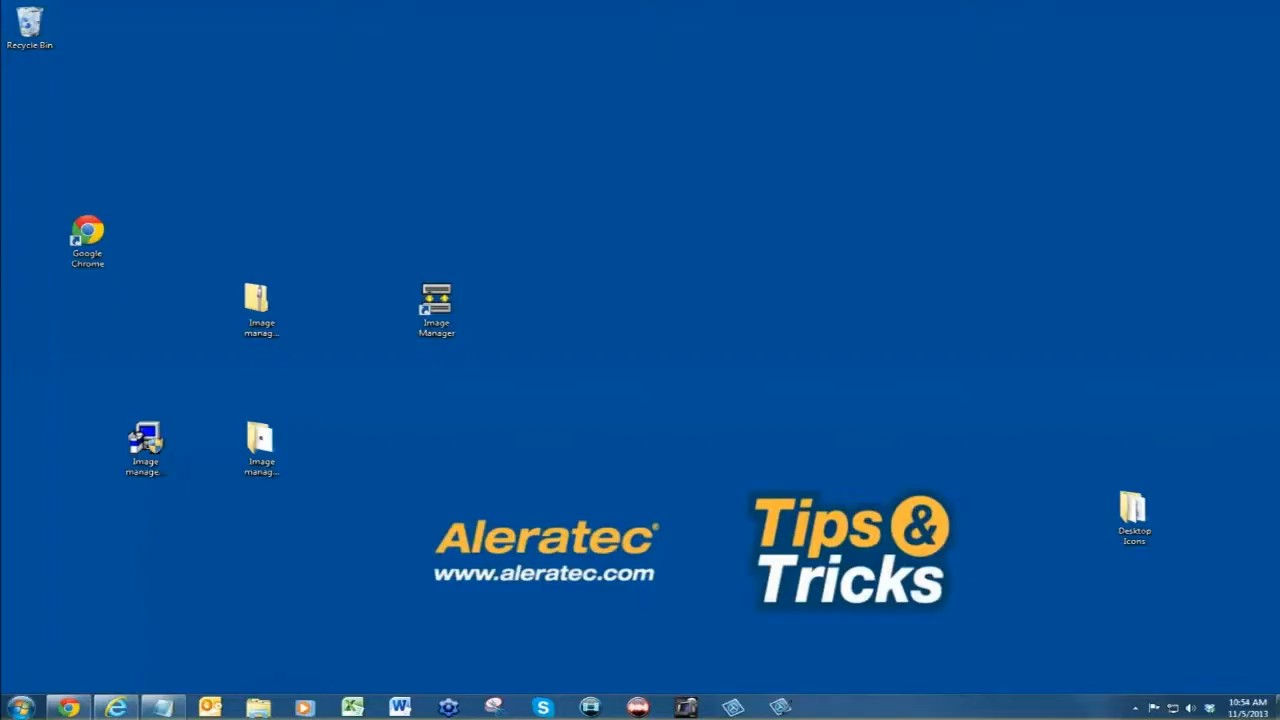 Recycle Bin
Google
Chrome
Image
manag...
Image
Manager
Image
manage...
Image
manag...
Desktop
Icons
Aleratec®
www.aleratec.com
Tips &
Tricks
10:54 AM
11/5/2013